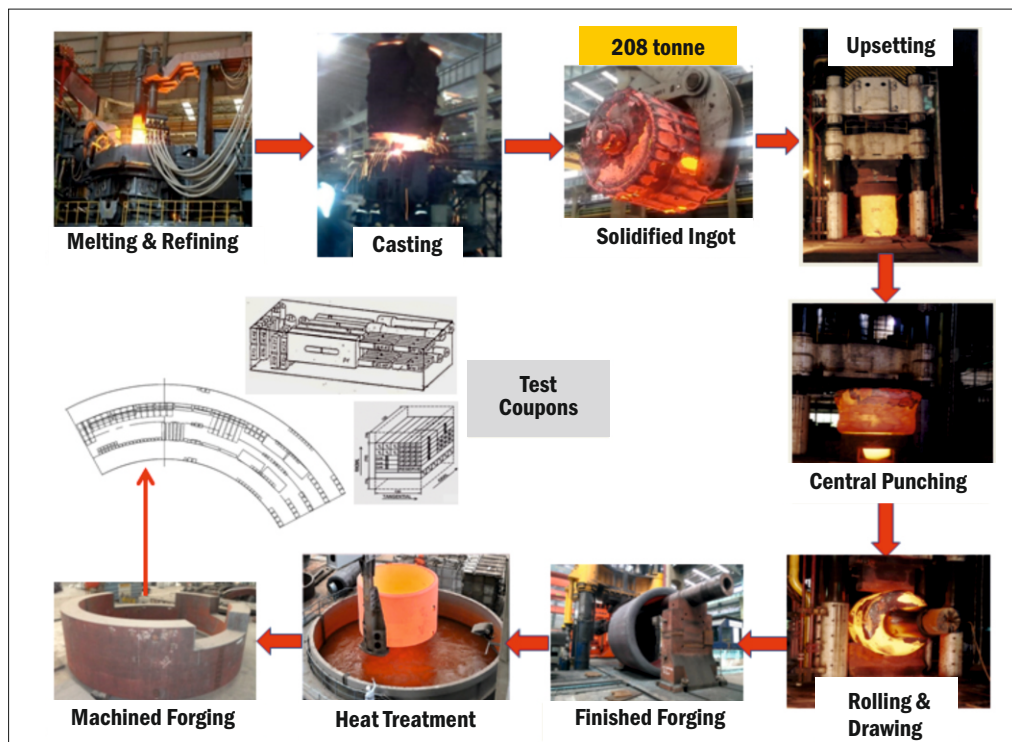 208 tonne
Upsetting
Melting & Refining
Casting
Solidified Ingot
Test
Coupons
TANGENTIAL
Central Punching
Machined Forging
Heat Treatment
Finished Forging
Rolling &
Drawing